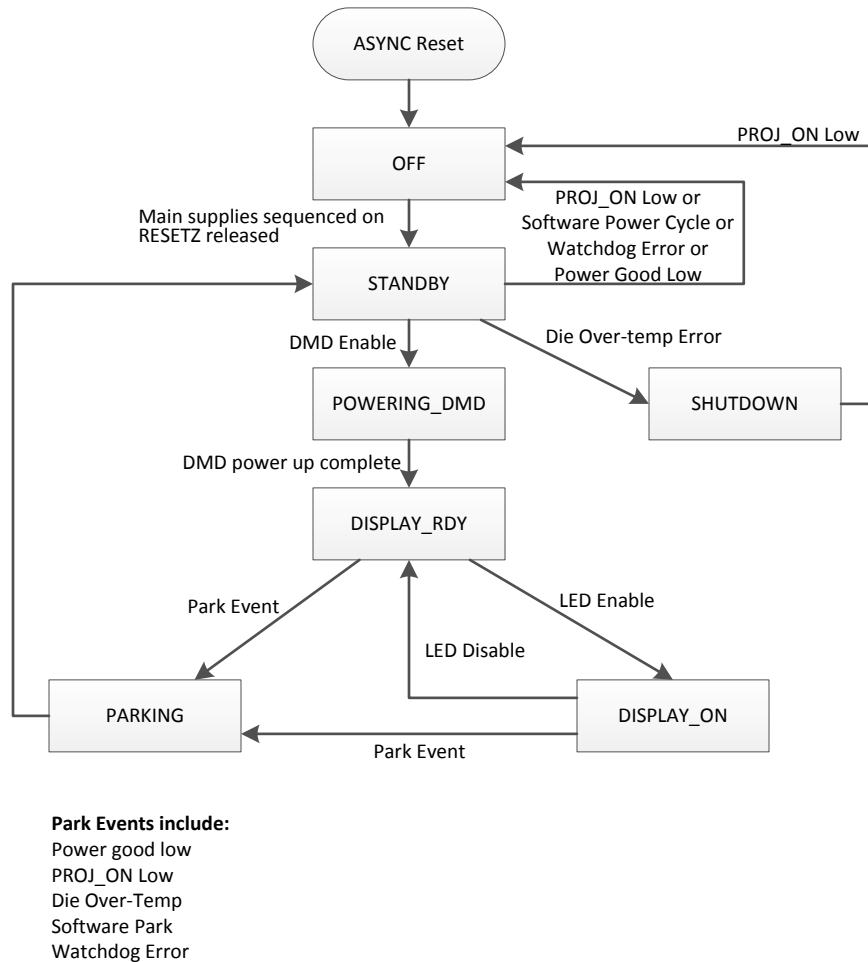 ASYNC Reset
PROJ_ON Low
OFF
PROJ_ON Low or
Software Power Cycle or
Watchdog Error or
Power Good Low
Main supplies sequenced on
RESETZ released
STANDBY
DMD Enable
Die Over-temp Error
POWERING_DMD
SHUTDOWN
DMD power up complete
DISPLAY_RDY
Park Event
LED Enable
LED Disable
PARKING
DISPLAY_ON
Park Event
Park Events include:
Power good low
PROJ_ON Low
Die Over-Temp
Software Park
Watchdog Error